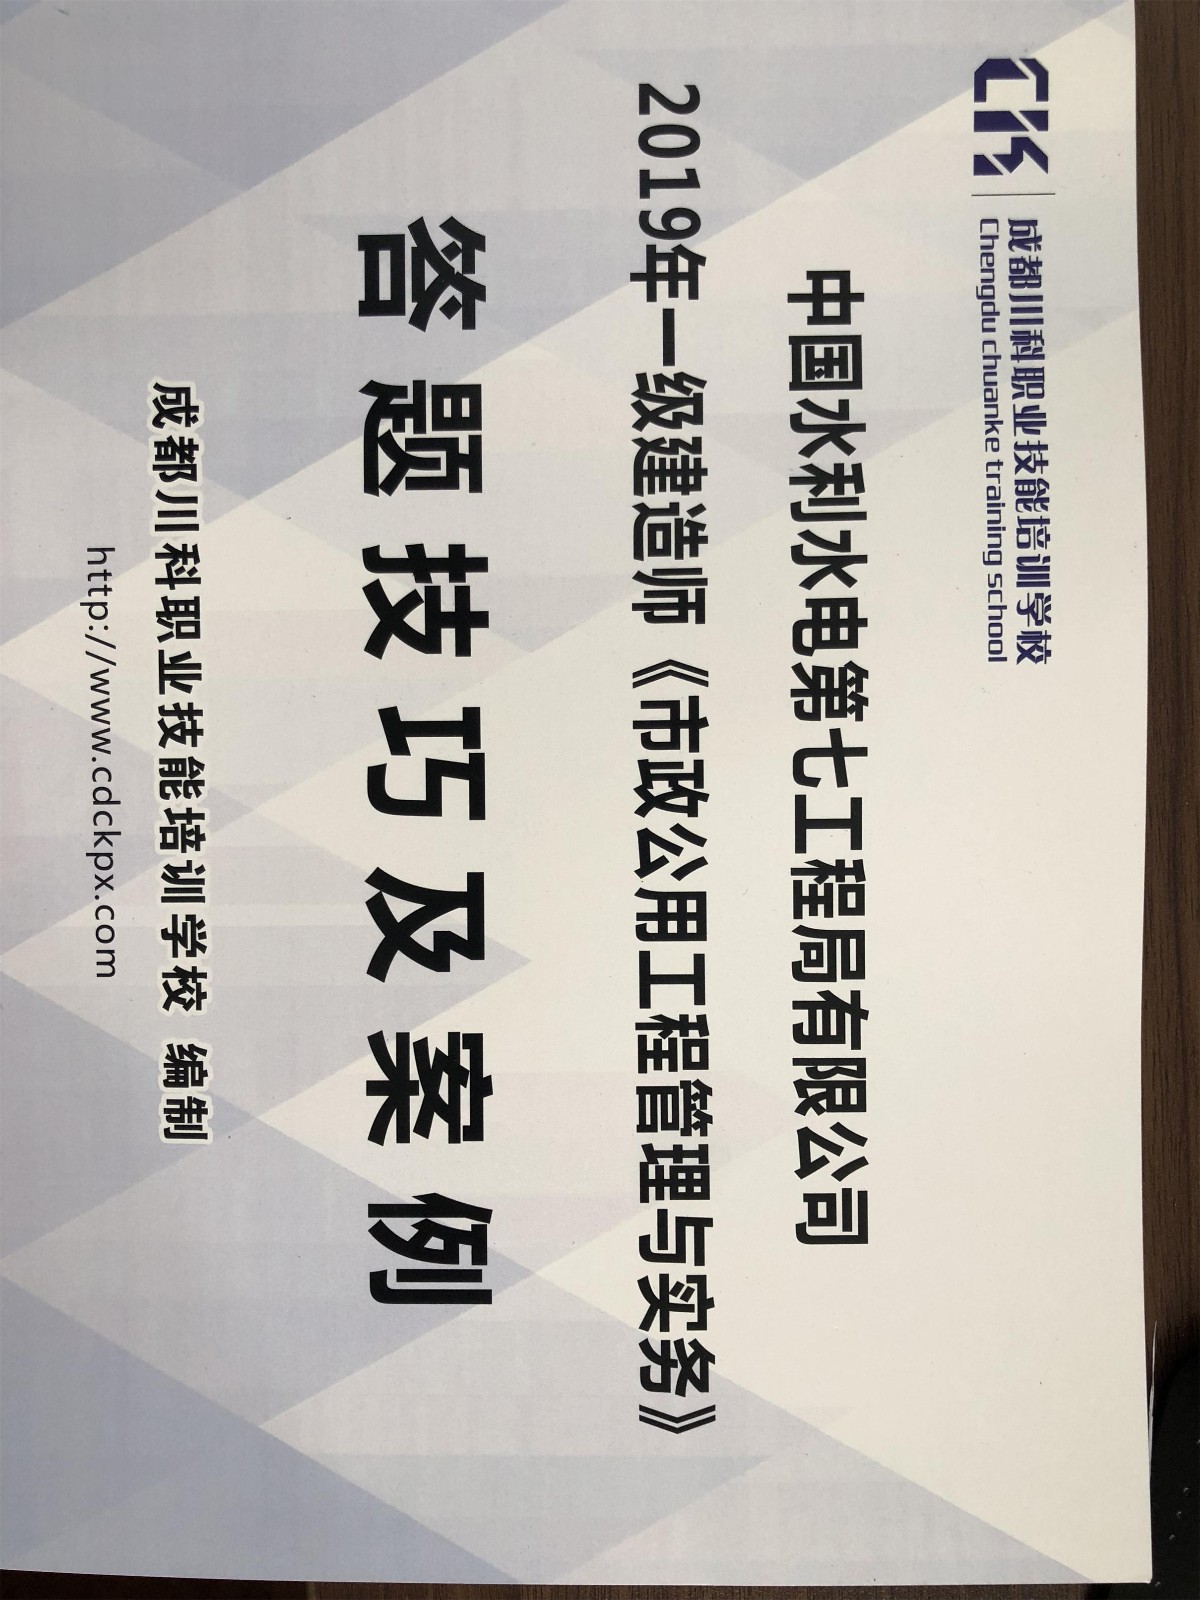 CK
成都川科职业技能培训学校
Chengdu chuanke training school
中国水利水电第七工程局有限公司
2019年一级建造师《市政公用工程管理与实务》
答题技巧及案例
成都川科职业技能培训学校 编制
http://www.cdckpx.com